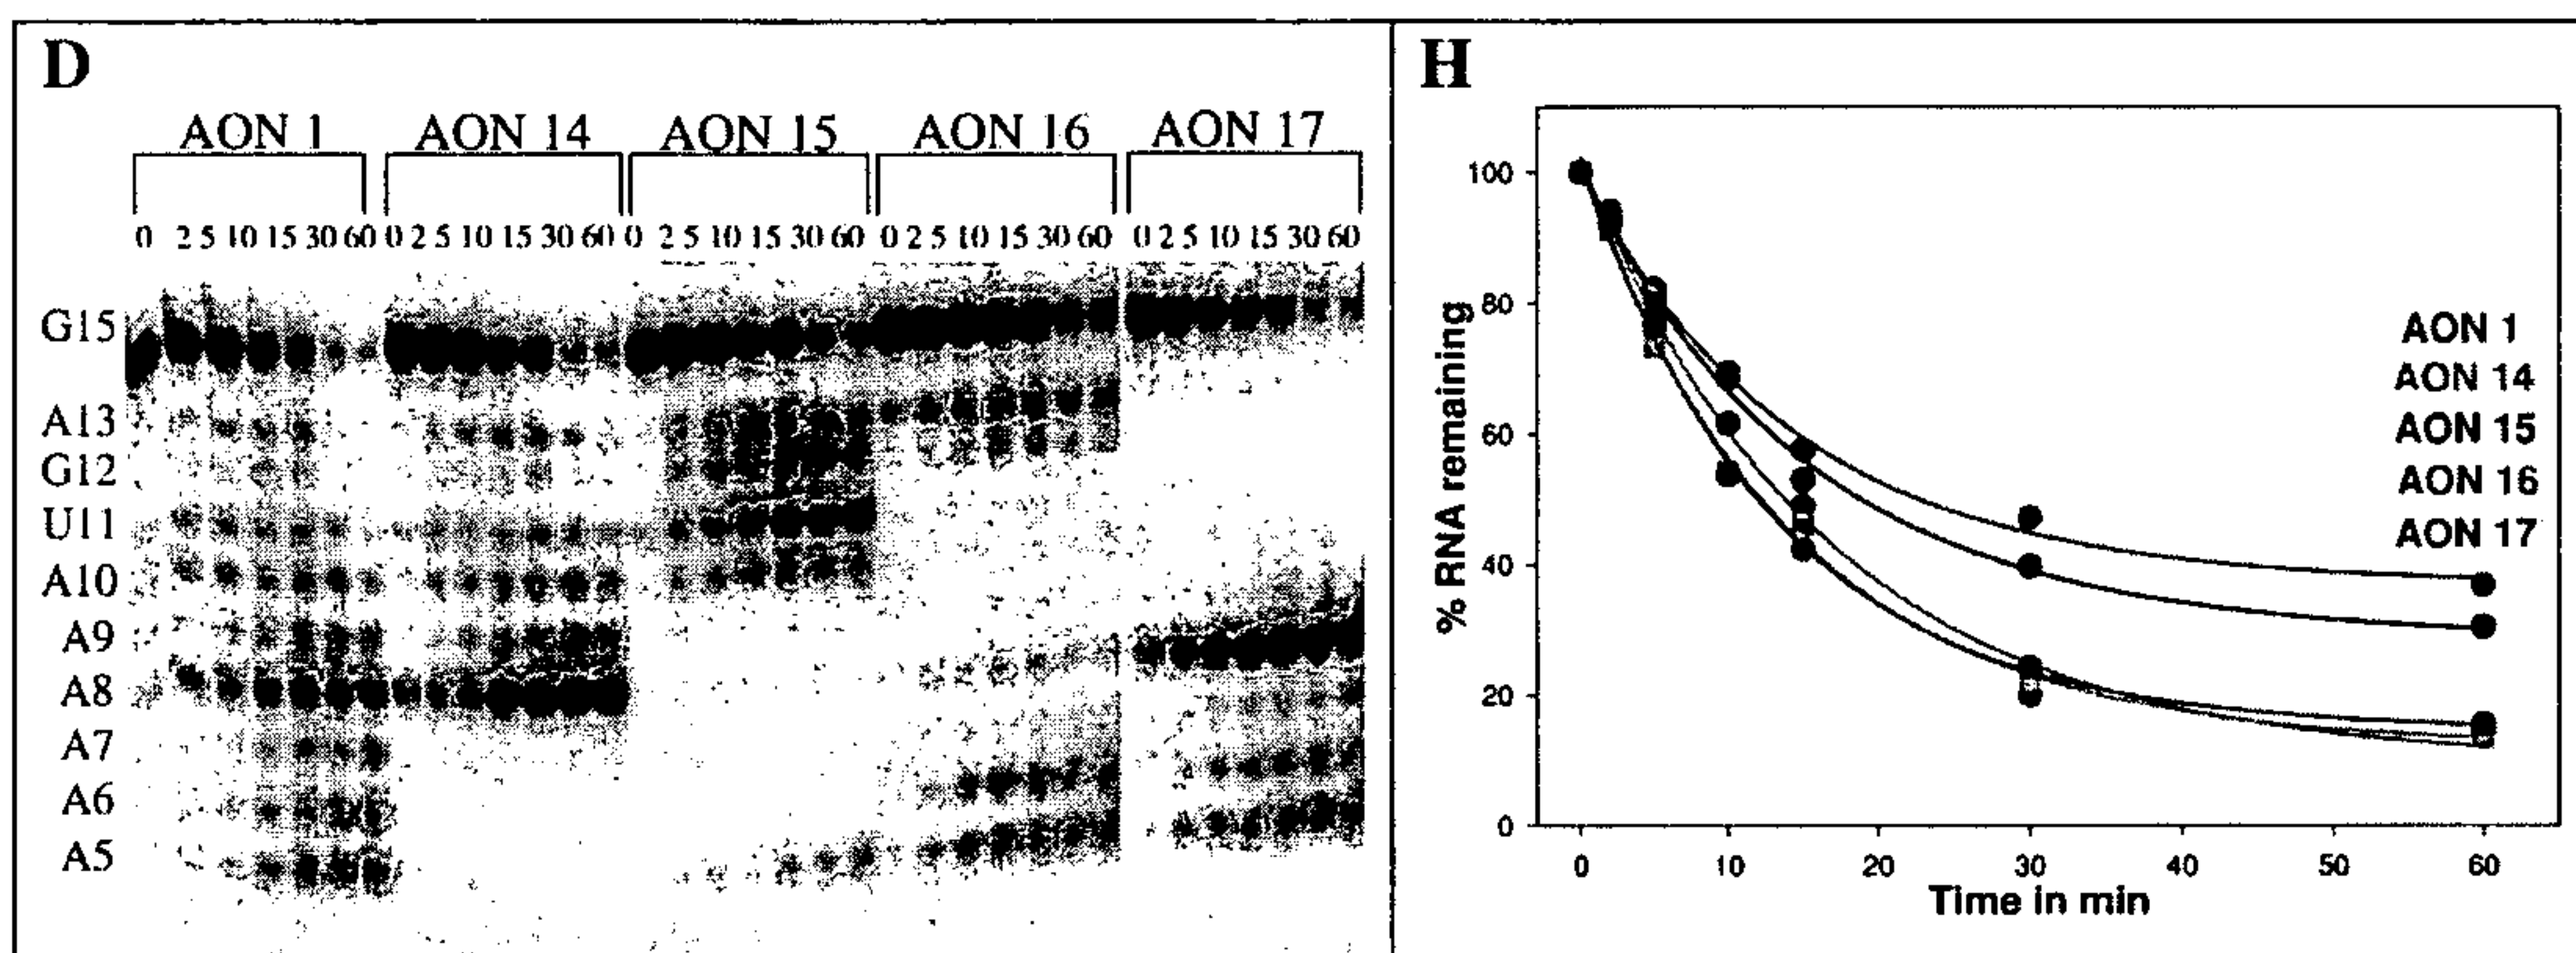 D
AON 1 AON 14 AON 15 AON 16 AON 17
0 2 5 10 15 30 60 0 2 5 10 15 30 60 0 2 5 10 15 30 60 0 2 5 10 15 30 60 0 2 5 10 15 30 60
G15
A13
G12
U11
A10
A9
A8
A7
A6
A5
H
% RNA remaining
100
80
60
40
20
0
AON 1
AON 14
AON 15
AON 16
AON 17
0 10 20 30 40 50 60
Time in min